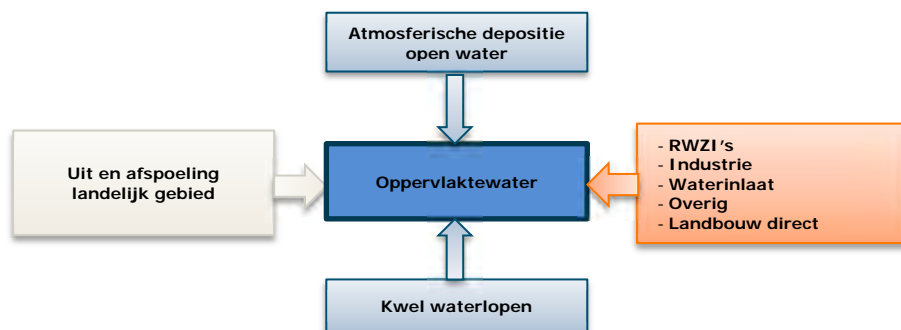 Atmosferische depositie
open water
Uit en afspoeling
landelijk gebied
Oppervlaktewater
- RWZI's
- Industrie
- Waterinlaat
- Overig
- Landbouw direct
Kwel waterlopen